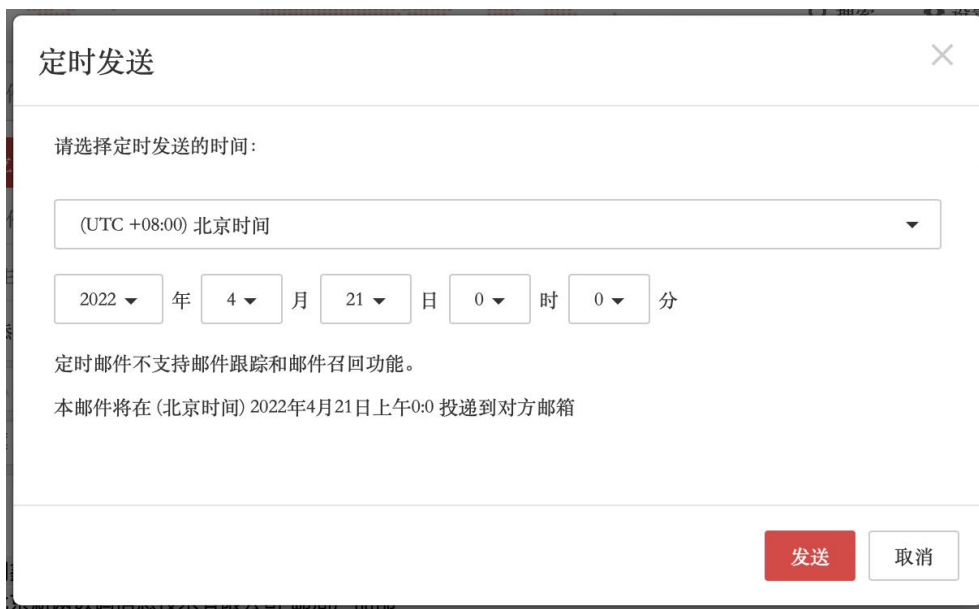 定时发送
请选择定时发送的时间：
(UTC +08:00) 北京时间
2022 年 4 月 21 日 0 时 0 分
定时邮件不支持邮件跟踪和邮件召回功能。
本邮件将在 (北京时间) 2022年4月21日上午0:0 投递到对方邮箱
发送 取消